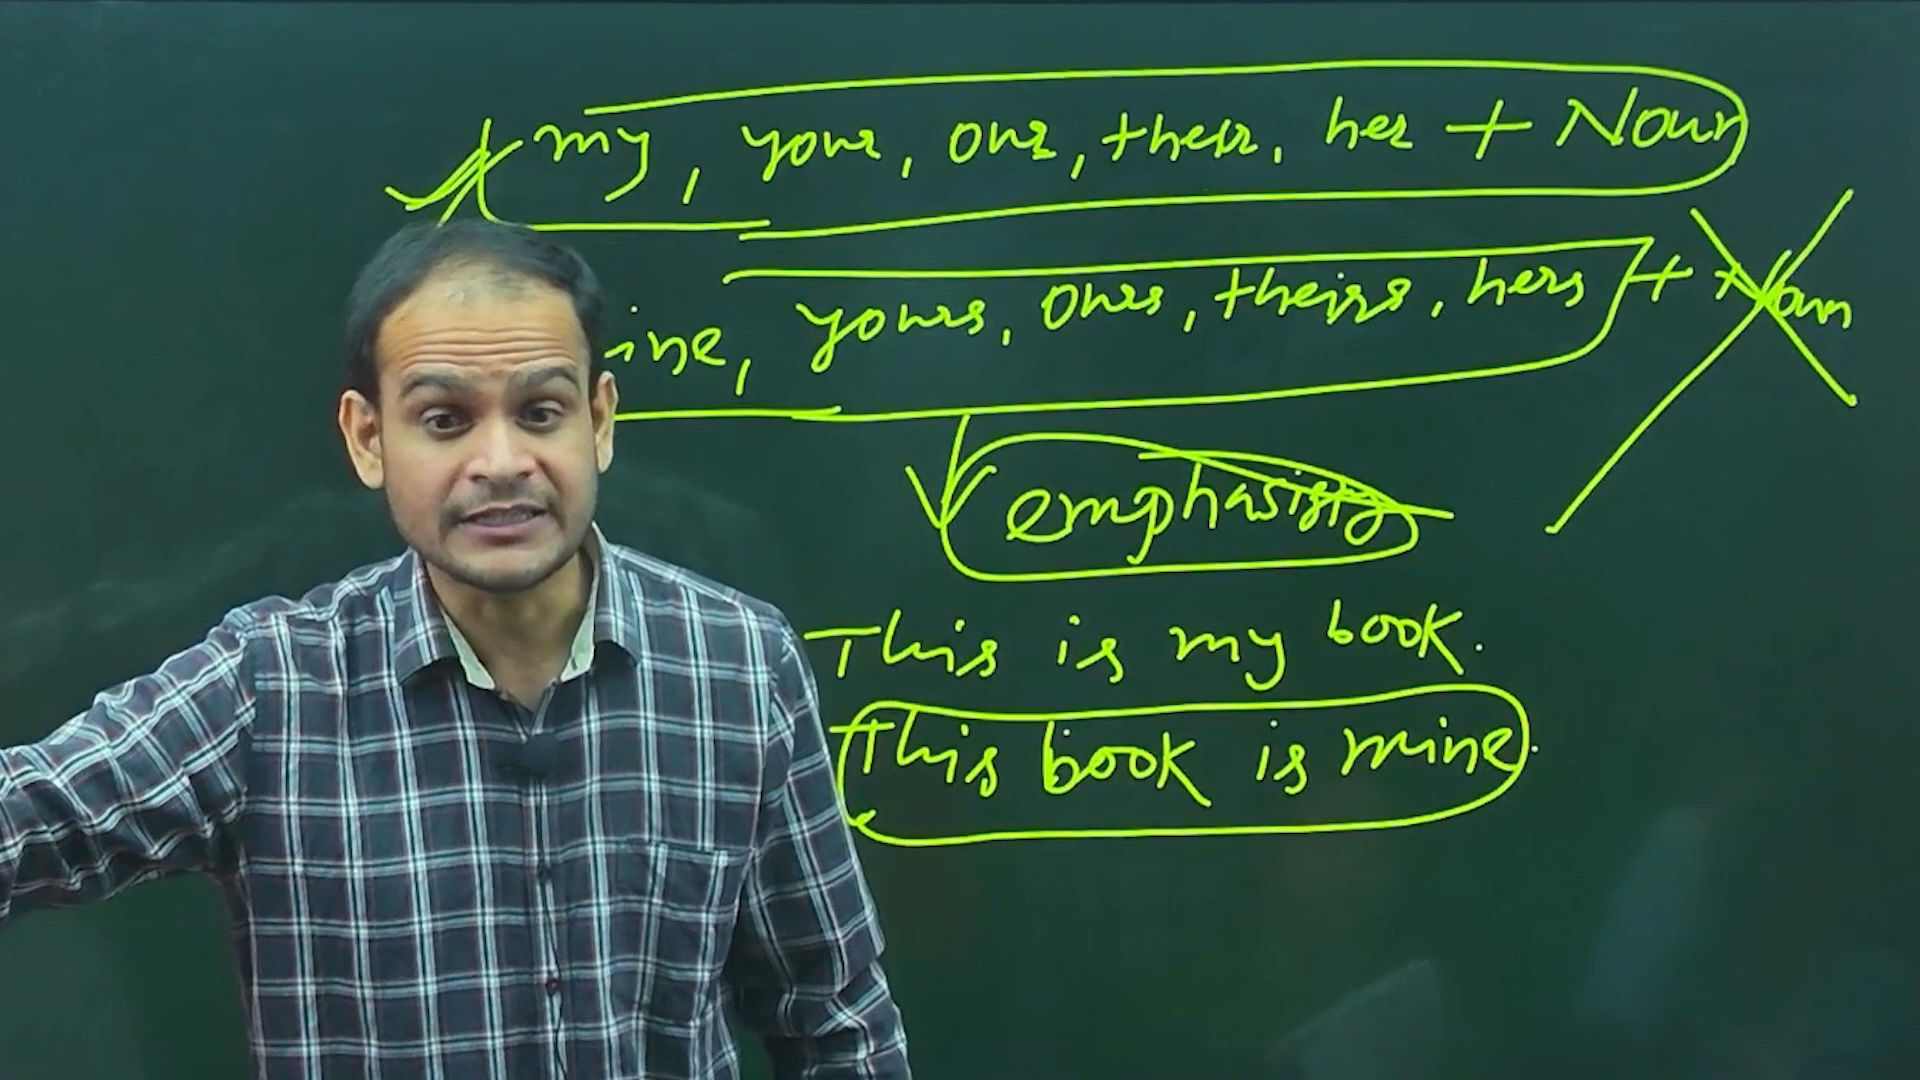 my, your, our, their, her + Noun
ine, yours, ours, theirs, hers + + Noun
emphasis
This is my book.
This book is mine.